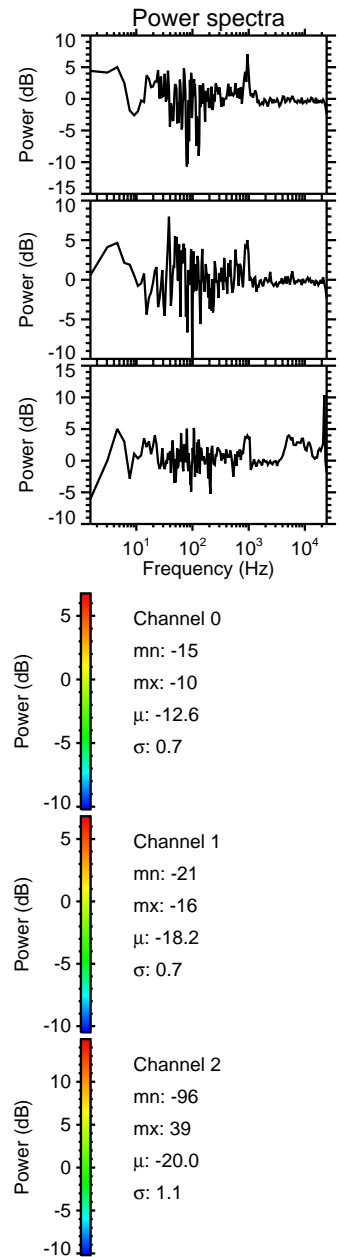 Power spectra
10
5
0
-5
-10
-15
Power (dB)
10
5
0
-5
-10
Power (dB)
15
10
5
0
-5
-10
Power (dB)
10¹ 10² 10³ 10⁴
Frequency (Hz)
5
0
-5
-10
Power (dB)
Channel 0
mn: -15
mx: -10
μ: -12.6
σ: 0.7
5
0
-5
-10
Power (dB)
Channel 1
mn: -21
mx: -16
μ: -18.2
σ: 0.7
10
5
0
-5
-10
Power (dB)
Channel 2
mn: -96
mx: 39
μ: -20.0
σ: 1.1